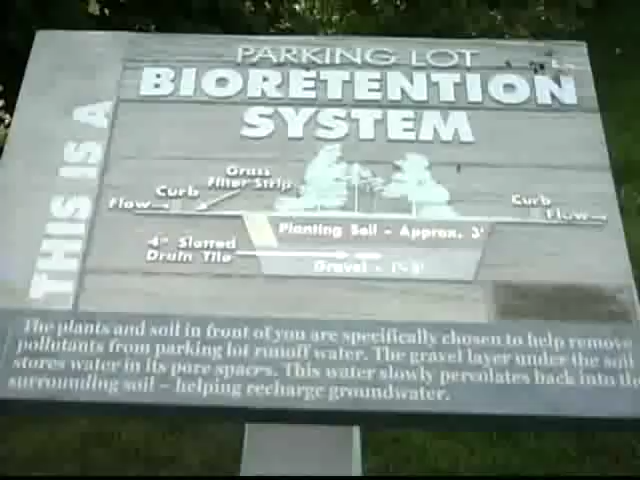 THIS IS A
PARKING LOT
BIORETENTION
SYSTEM
Grass
Filter Strip
Curb
Flow
Curb
Flow
Planting Soil - Approx. 3'
4" Slotted
Drain Tile
Gravel -
The plants and soil in front of you are specifically chosen to help remove
pollutants from parking lot runoff water. The gravel layer under the soil
stores water in its pore spaces. This water slowly percolates back into the
surrounding soil – helping recharge groundwater.